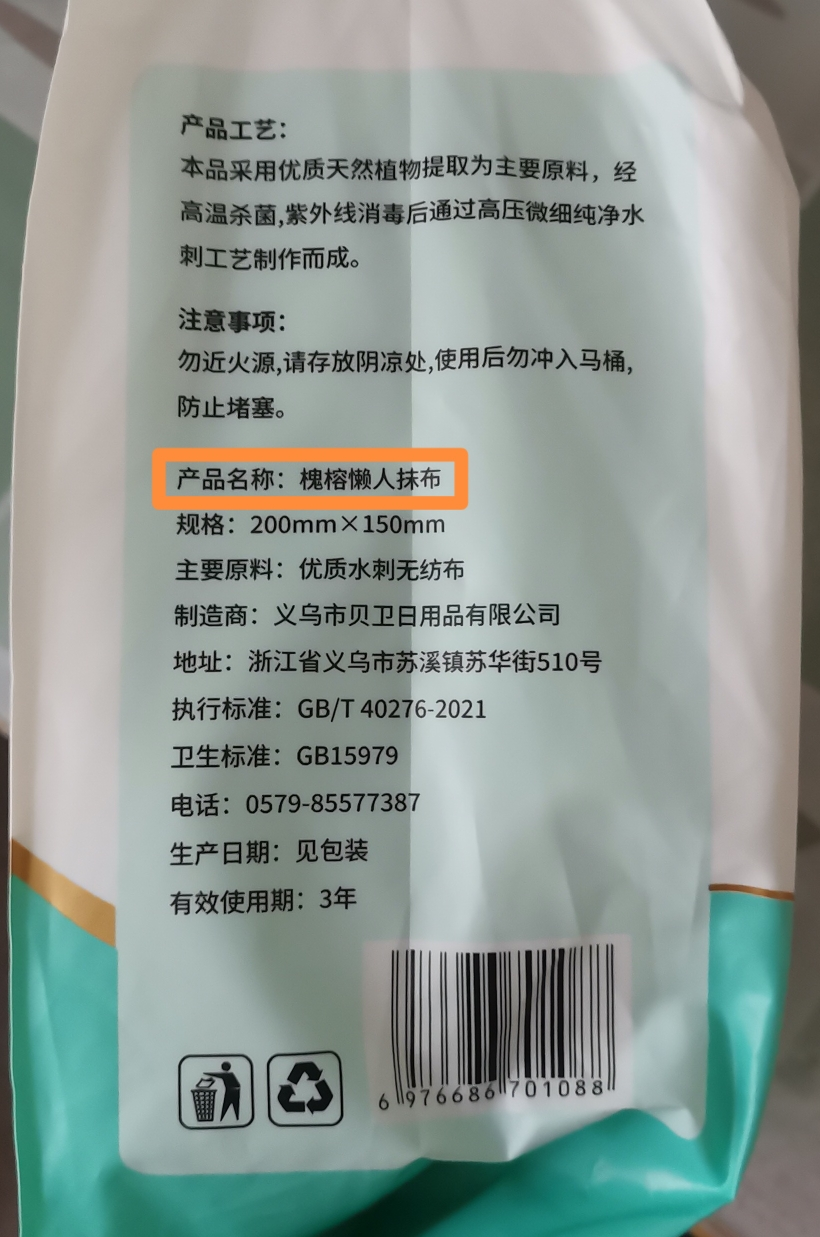 产品工艺：
本品采用优质天然植物提取为主要原料，经
高温杀菌,紫外线消毒后通过高压微细纯净水
刺工艺制作而成。
注意事项：
勿近火源,请存放阴凉处,使用后勿冲入马桶,
防止堵塞。
产品名称：槐榕懒人抹布
规格：200mm×150mm
主要原料：优质水刺无纺布
制造商：义乌市贝卫日用品有限公司
地址：浙江省义乌市苏溪镇苏华街510号
执行标准：GB/T 40276-2021
卫生标准：GB15979
电话：0579-85577387
生产日期：见包装
有效使用期：3年
6 976686 701088